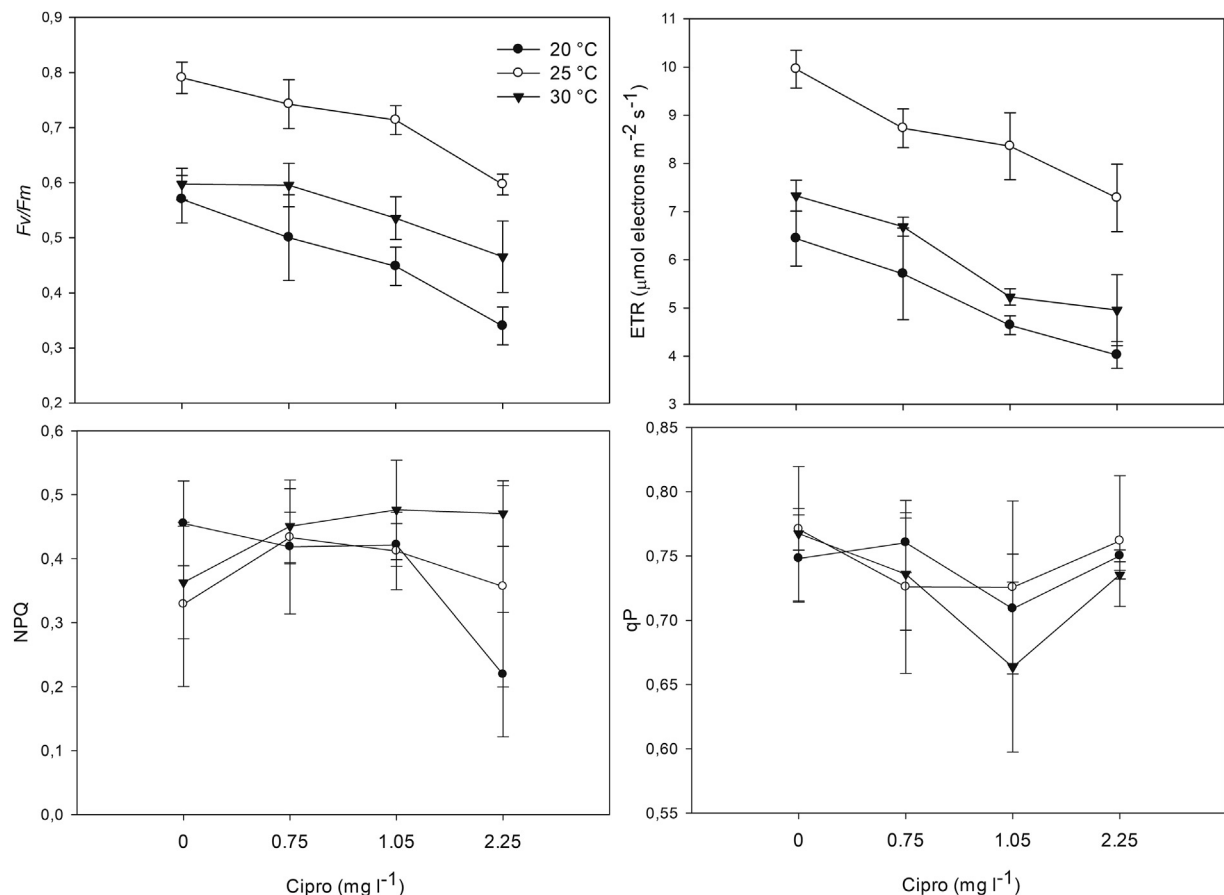 0,9
0,8
0,7
0,6
0,5
0,4
0,3
0,2
Fv/Fm
20 °C
25 °C
30 °C
11
10
9
8
7
6
5
4
3
ETR (μmol electrons m⁻² s⁻¹)
0,6
0,5
0,4
0,3
0,2
0,1
0,0
NPQ
0 0.75 1.05 2.25
Cipro (mg l⁻¹)
0,85
0,80
0,75
0,70
0,65
0,60
0,55
qP
0 0.75 1.05 2.25
Cipro (mg l⁻¹)